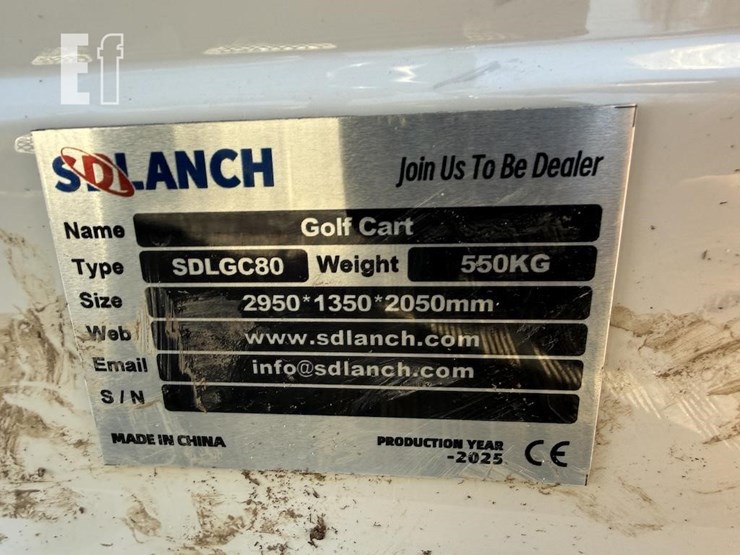 Ef
SDLANCH Join Us To Be Dealer
Name Golf Cart
Type SDLGC80 Weight 550KG
Size 2950*1350*2050mm
Web www.sdlanch.com
Email info@sdlanch.com
S/N
MADE IN CHINA PRODUCTION YEAR
-2025 CE